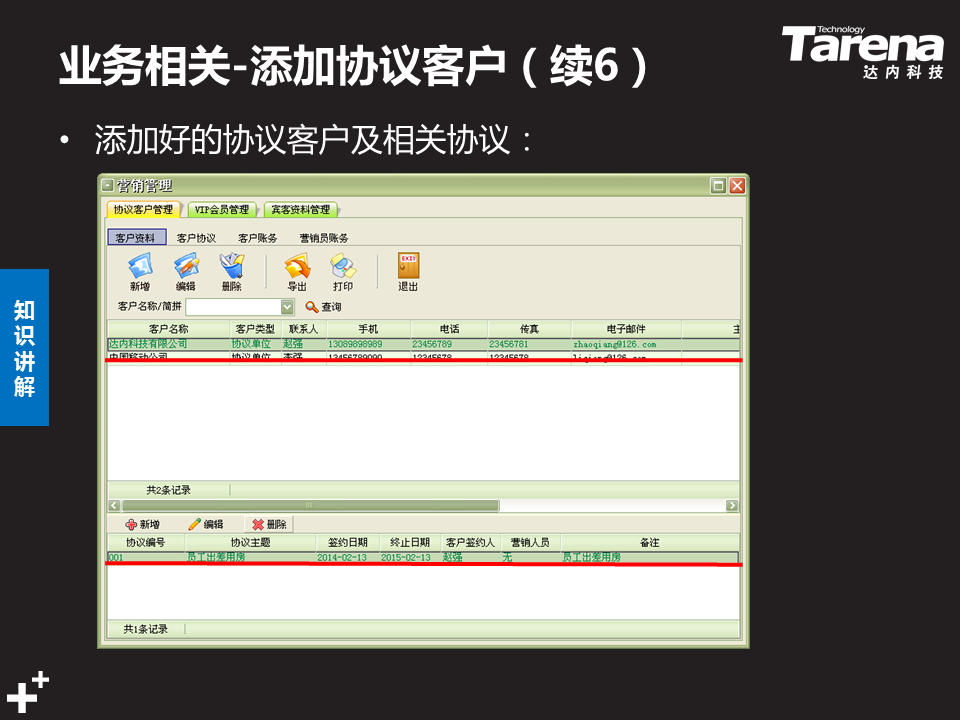 Technology
Tarena
达内科技
业务相关-添加协议客户（续6）
• 添加好的协议客户及相关协议：
知识讲解
营销管理
协议客户管理 VIP会员管理 宾客资料管理
客户资料 客户协议 客户账务 营销员账务
EXIT
新增 编辑 删除 导出 打印 退出
客户名称/简拼 查询
客户名称 客户类型 联系人 手机 电话 传真 电子邮件 主
达内科技有限公司 协议单位 赵强 13089898989 23456789 23456781 zhaoqiang@126.com
中国移动公司 协议单位 李强 13456789090 12345678 12345678 liqiang@126.com
共2条记录
新增 编辑 删除
协议编号 协议主题 签约日期 终止日期 客户签约人 营销人员 备注
001 员工出差用房 2014-02-13 2015-02-13 赵强 无 员工出差用房
共1条记录